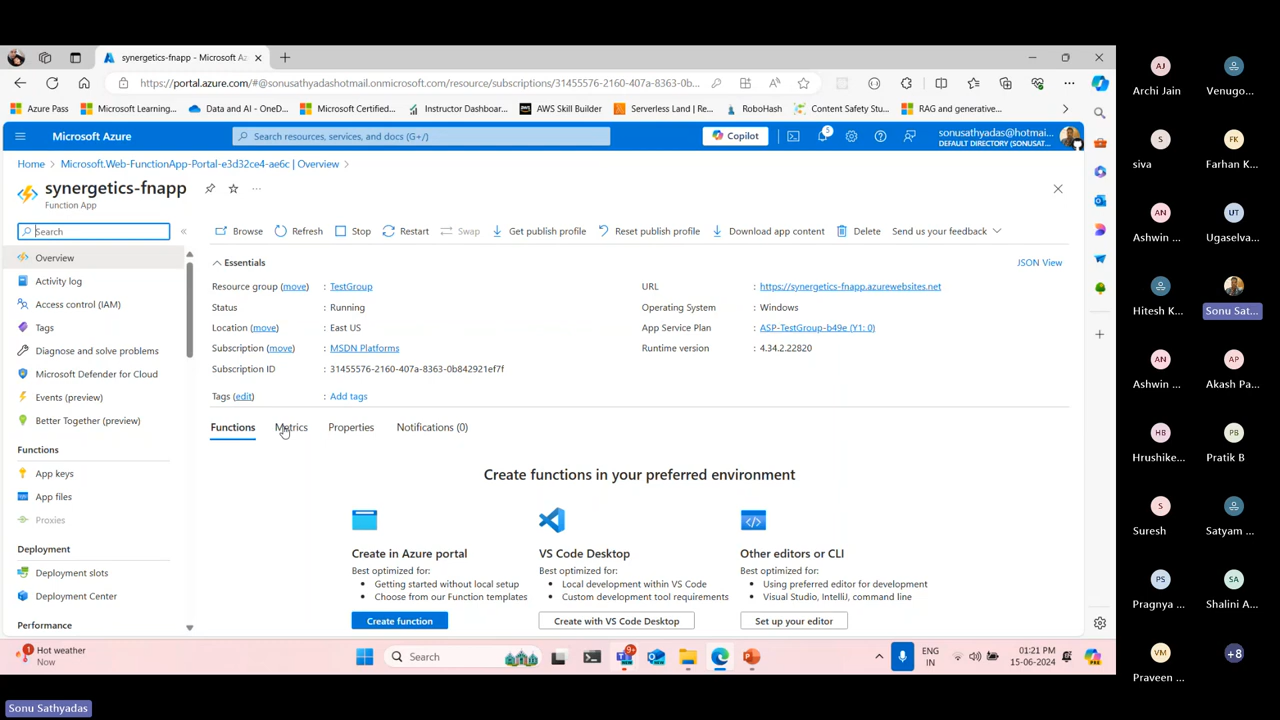 synergetics-fnapp - Microsoft Az
https://portal.azure.com/#@sonusathyadashotmail.onmicrosoft.com/resource/subscriptions/31455576-2160-407a-8363-0b...
Azure Pass
Microsoft Learning...
Data and AI - OneD...
Microsoft Certified...
Instructor Dashboar...
AWS Skill Builder
Serverless Land | Re...
RoboHash
Content Safety Stu...
RAG and generative...
Microsoft Azure
Search resources, services, and docs (G+/)
Copilot
5
sonusathyadas@hotmai...
DEFAULT DIRECTORY (SONUSAT...
Home > Microsoft.Web-FunctionApp-Portal-e3d32ce4-ae6c | Overview >
synergetics-fnapp
Function App
Search
Browse
Refresh
Stop
Restart
Swap
Get publish profile
Reset publish profile
Download app content
Delete
Send us your feedback
Overview
Activity log
Access control (IAM)
Tags
Diagnose and solve problems
Microsoft Defender for Cloud
Events (preview)
Better Together (preview)
Functions
App keys
App files
Proxies
Deployment
Deployment slots
Deployment Center
Performance
Essentials
JSON View
Resource group (move) : TestGroup
Status : Running
Location (move) : East US
Subscription (move) : MSDN Platforms
Subscription ID : 31455576-2160-407a-8363-0b842921ef7f
Tags (edit) : Add tags
URL : https://synergetics-fnapp.azurewebsites.net
Operating System : Windows
App Service Plan : ASP-TestGroup-b49e (Y1: 0)
Runtime version : 4.34.2.22820
Functions
Metrics
Properties
Notifications (0)
Create functions in your preferred environment
Create in Azure portal
Best optimized for:
• Getting started without local setup
• Choose from our Function templates
Create function
VS Code Desktop
Best optimized for:
• Local development within VS Code
• Custom development tool requirements
Create with VS Code Desktop
Other editors or CLI
Best optimized for:
• Using preferred editor for development
• Visual Studio, IntelliJ, command line
Set up your editor
Hot weather
Now
Search
ENG
IN
01:21 PM
15-06-2024
AJ
Archi Jain
Venugo...
S
siva
FK
Farhan K...
AN
Ashwin ...
UT
Ugaselva...
Hitesh K...
Sonu Sat...
AN
Ashwin ...
AP
Akash Pa...
HB
Hrushike...
PB
Pratik B
S
Suresh
Satyam ...
PS
Pragnya ...
SA
Shalini A...
VM
Praveen ...
+8
Sonu Sathyadas